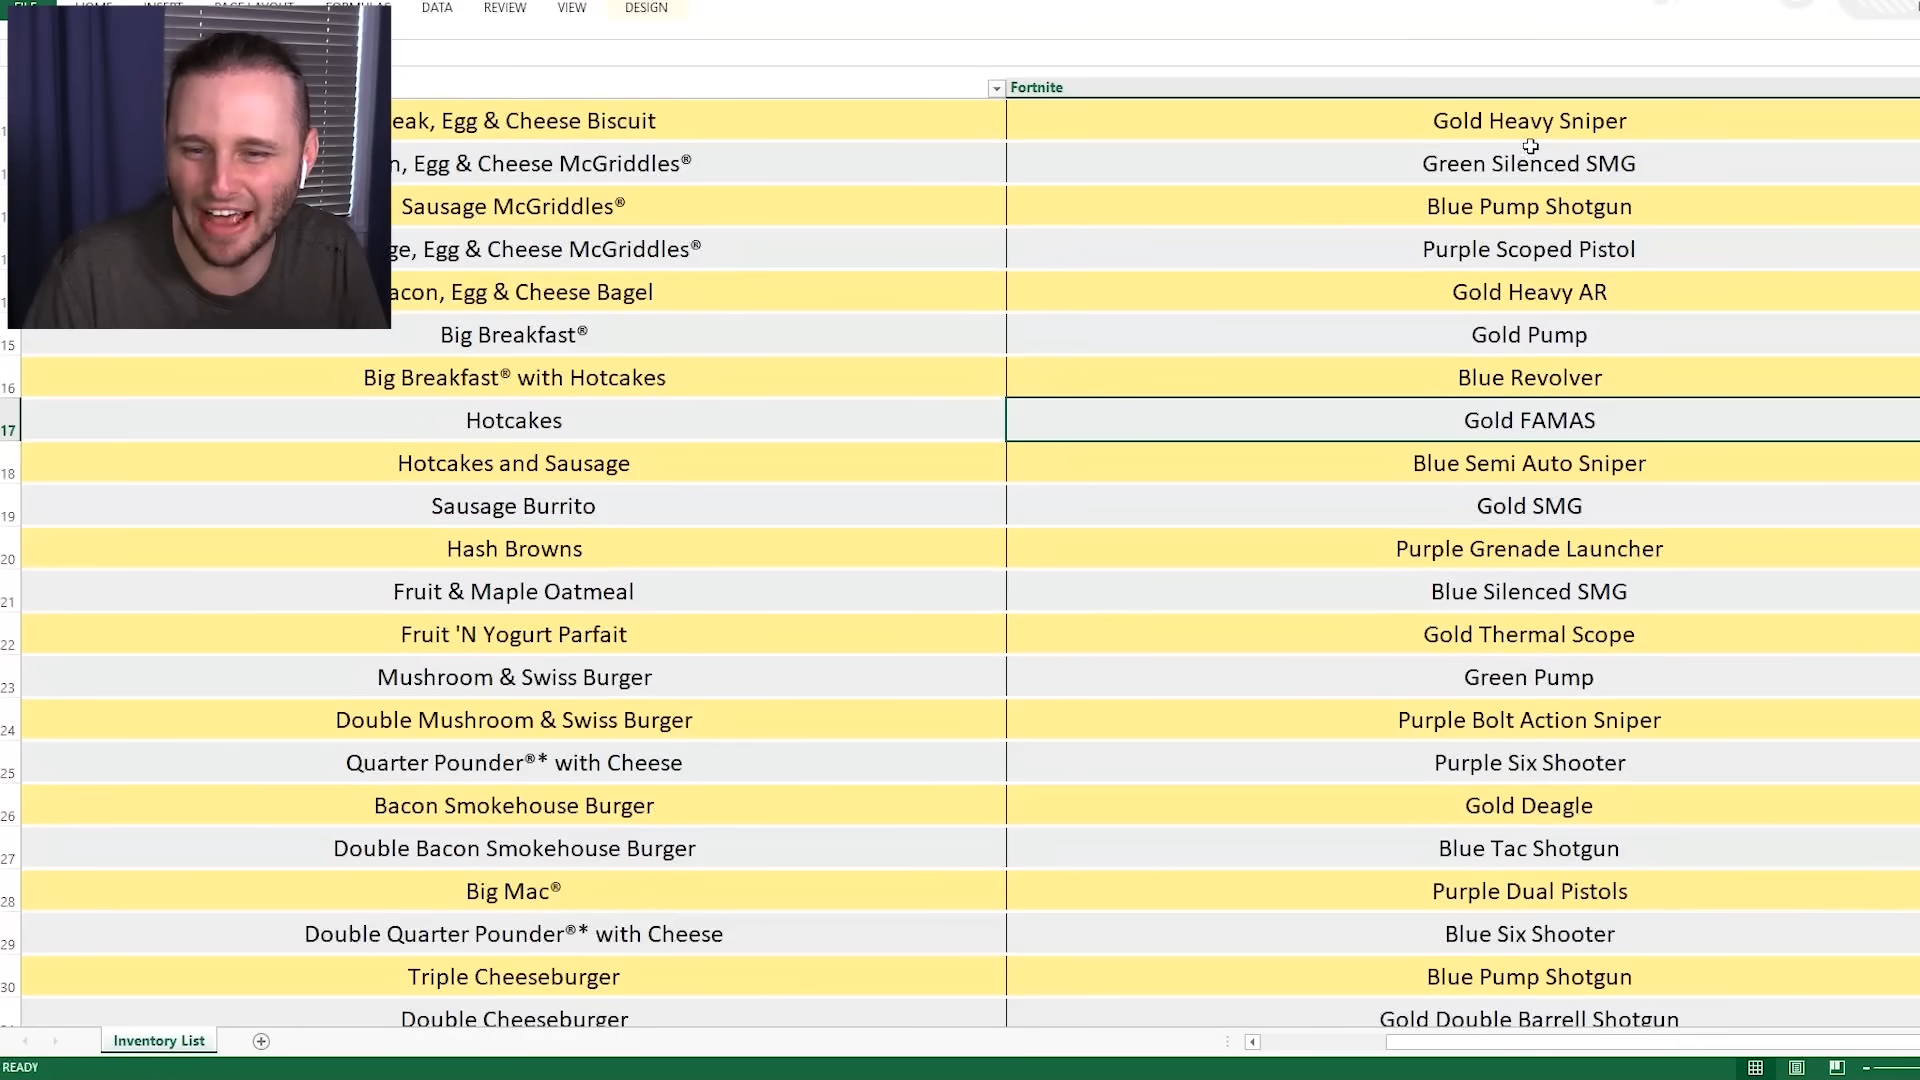 DATA REVIEW VIEW DESIGN
Fortnite
eak, Egg & Cheese Biscuit Gold Heavy Sniper
n, Egg & Cheese McGriddles® Green Silenced SMG
Sausage McGriddles® Blue Pump Shotgun
ge, Egg & Cheese McGriddles® Purple Scoped Pistol
acon, Egg & Cheese Bagel Gold Heavy AR
15 Big Breakfast® Gold Pump
16 Big Breakfast® with Hotcakes Blue Revolver
17 Hotcakes Gold FAMAS
18 Hotcakes and Sausage Blue Semi Auto Sniper
19 Sausage Burrito Gold SMG
20 Hash Browns Purple Grenade Launcher
21 Fruit & Maple Oatmeal Blue Silenced SMG
22 Fruit 'N Yogurt Parfait Gold Thermal Scope
23 Mushroom & Swiss Burger Green Pump
24 Double Mushroom & Swiss Burger Purple Bolt Action Sniper
25 Quarter Pounder®* with Cheese Purple Six Shooter
26 Bacon Smokehouse Burger Gold Deagle
27 Double Bacon Smokehouse Burger Blue Tac Shotgun
28 Big Mac® Purple Dual Pistols
29 Double Quarter Pounder®* with Cheese Blue Six Shooter
30 Triple Cheeseburger Blue Pump Shotgun
Double Cheeseburger Gold Double Barrell Shotgun
Inventory List
READY